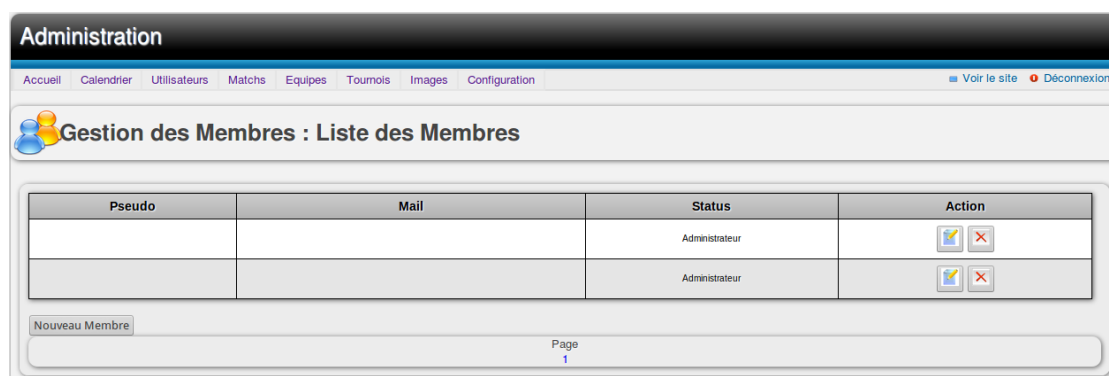 Administration
Accueil Calendrier Utilisateurs Matchs Equipes Tournois Images Configuration Voir le site Déconnexion
Gestion des Membres : Liste des Membres
Pseudo Mail Status Action
Administrateur
Administrateur
Nouveau Membre
Page
1